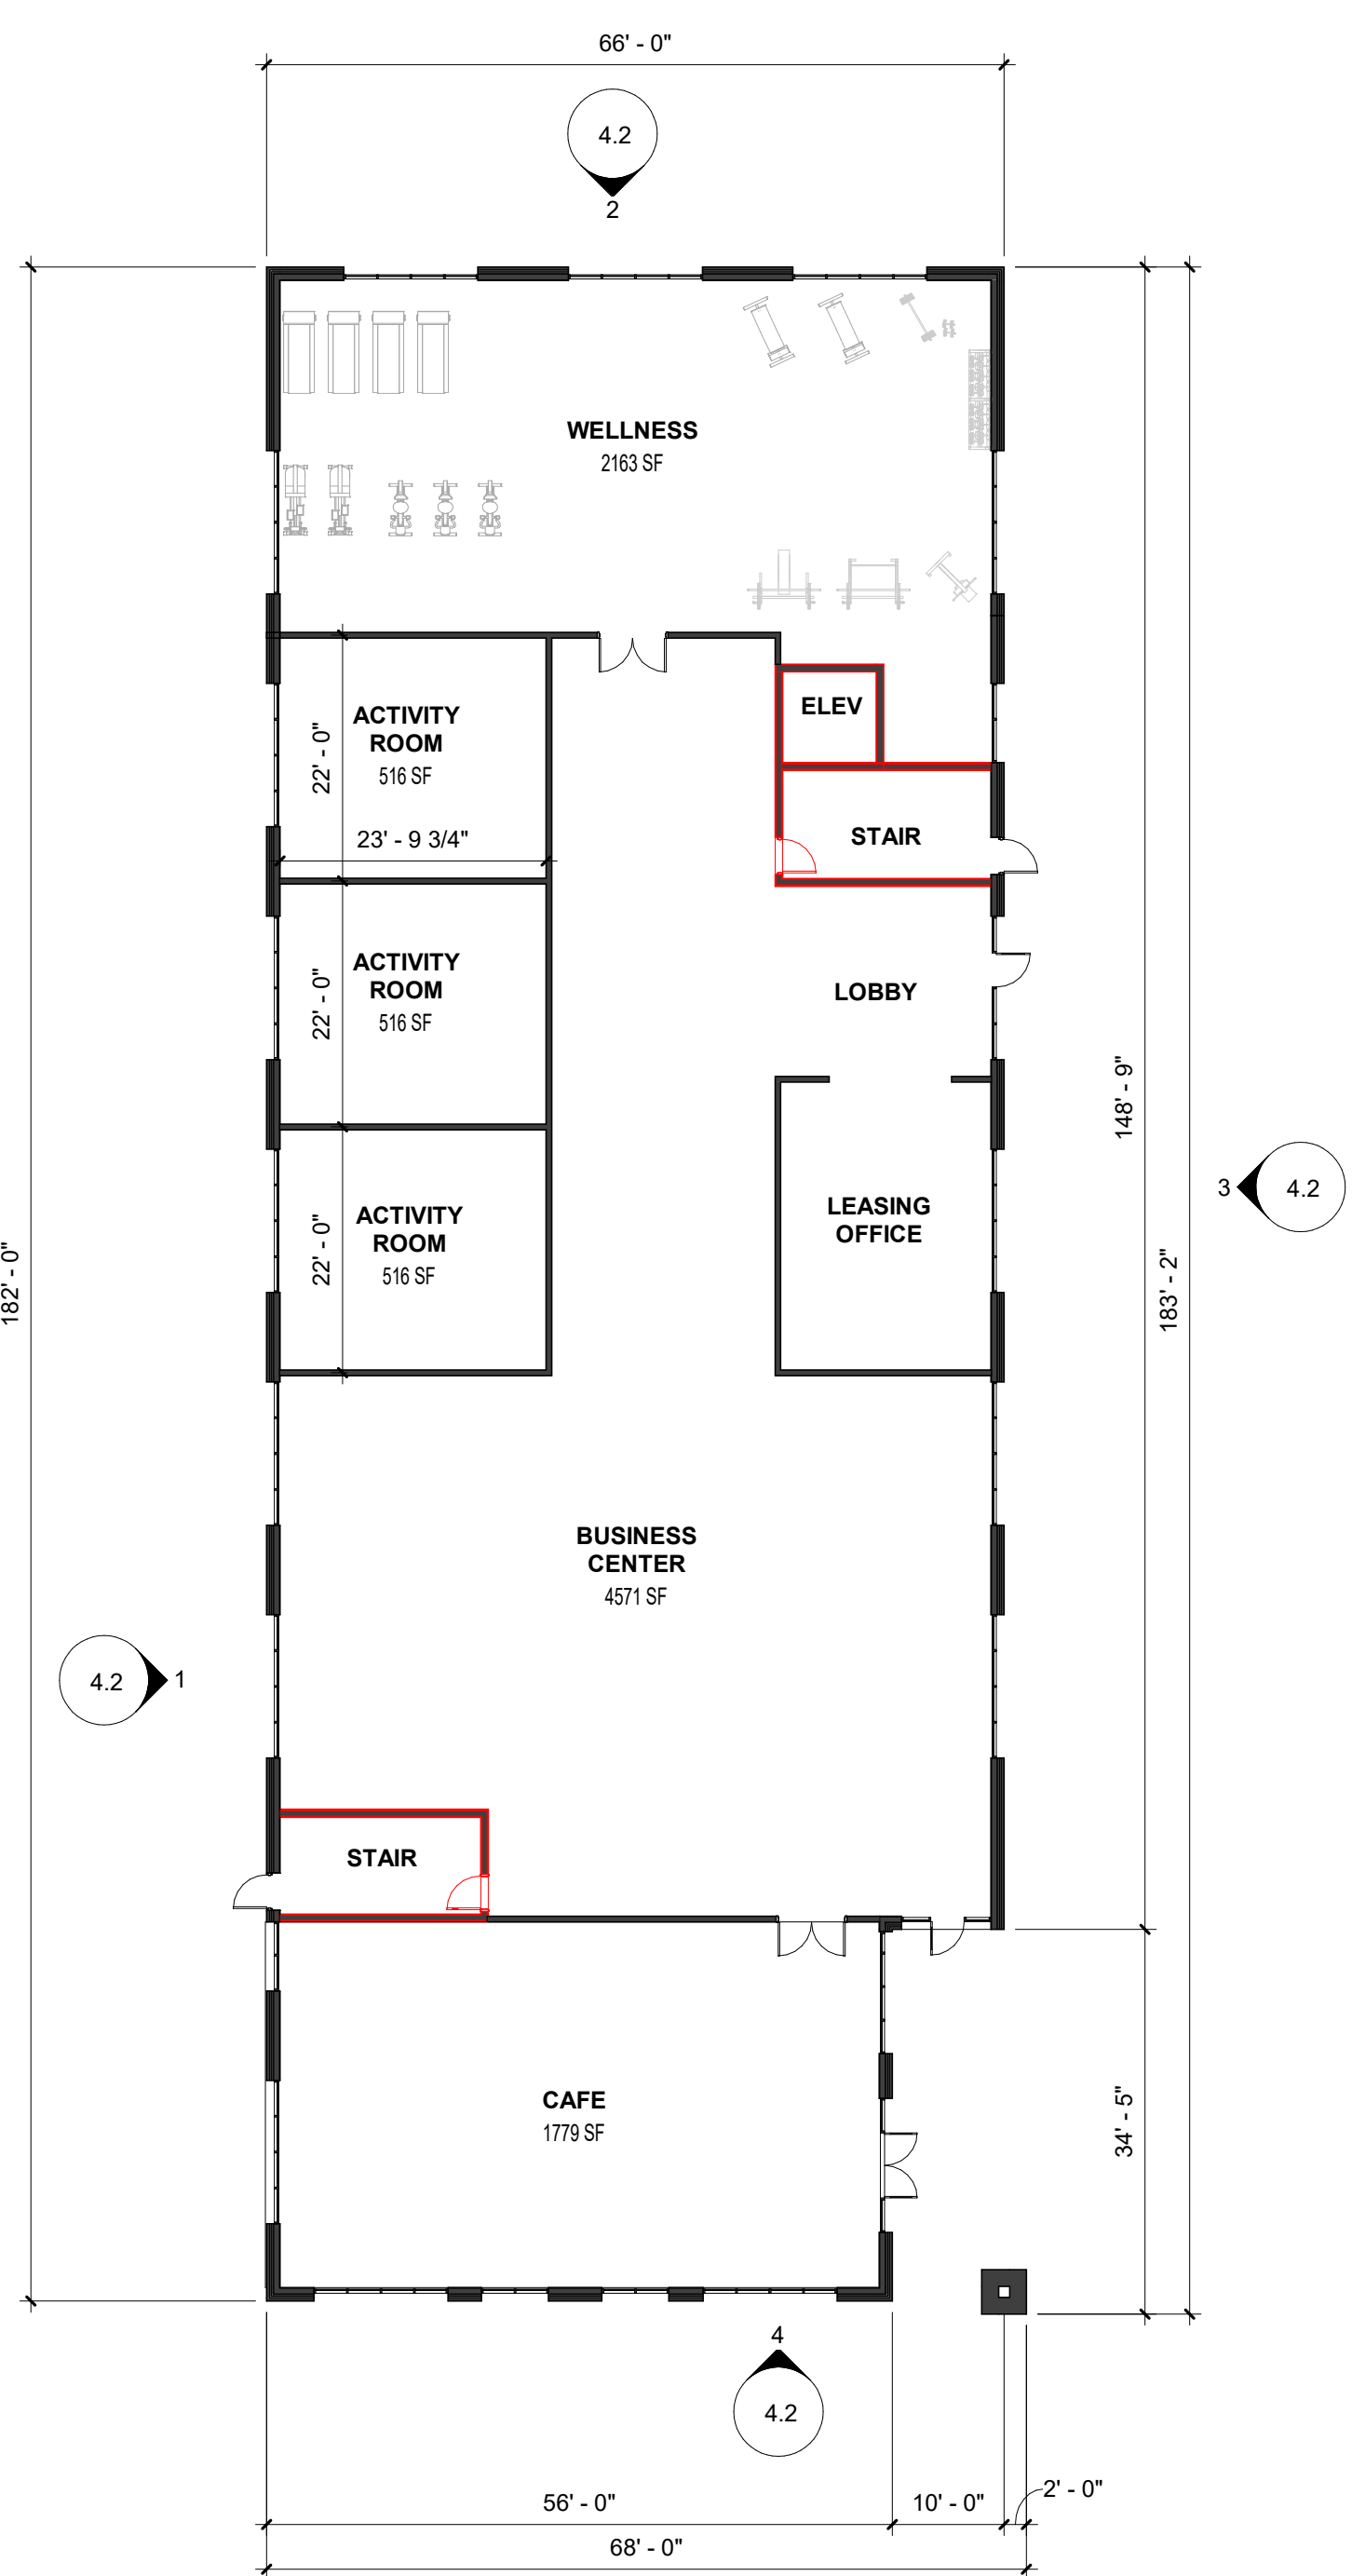 66' - 0"
4.2
2
WELLNESS
2163 SF
ELEV
ACTIVITY
ROOM
516 SF
22' - 0"
23' - 9 3/4"
STAIR
ACTIVITY
ROOM
516 SF
22' - 0"
LOBBY
148' - 9"
ACTIVITY
ROOM
516 SF
22' - 0"
LEASING
OFFICE
3
4.2
182' - 0"
183' - 2"
BUSINESS
CENTER
4571 SF
4.2
1
STAIR
CAFE
1779 SF
34' - 5"
4
4.2
56' - 0"
10' - 0"
2' - 0"
68' - 0"